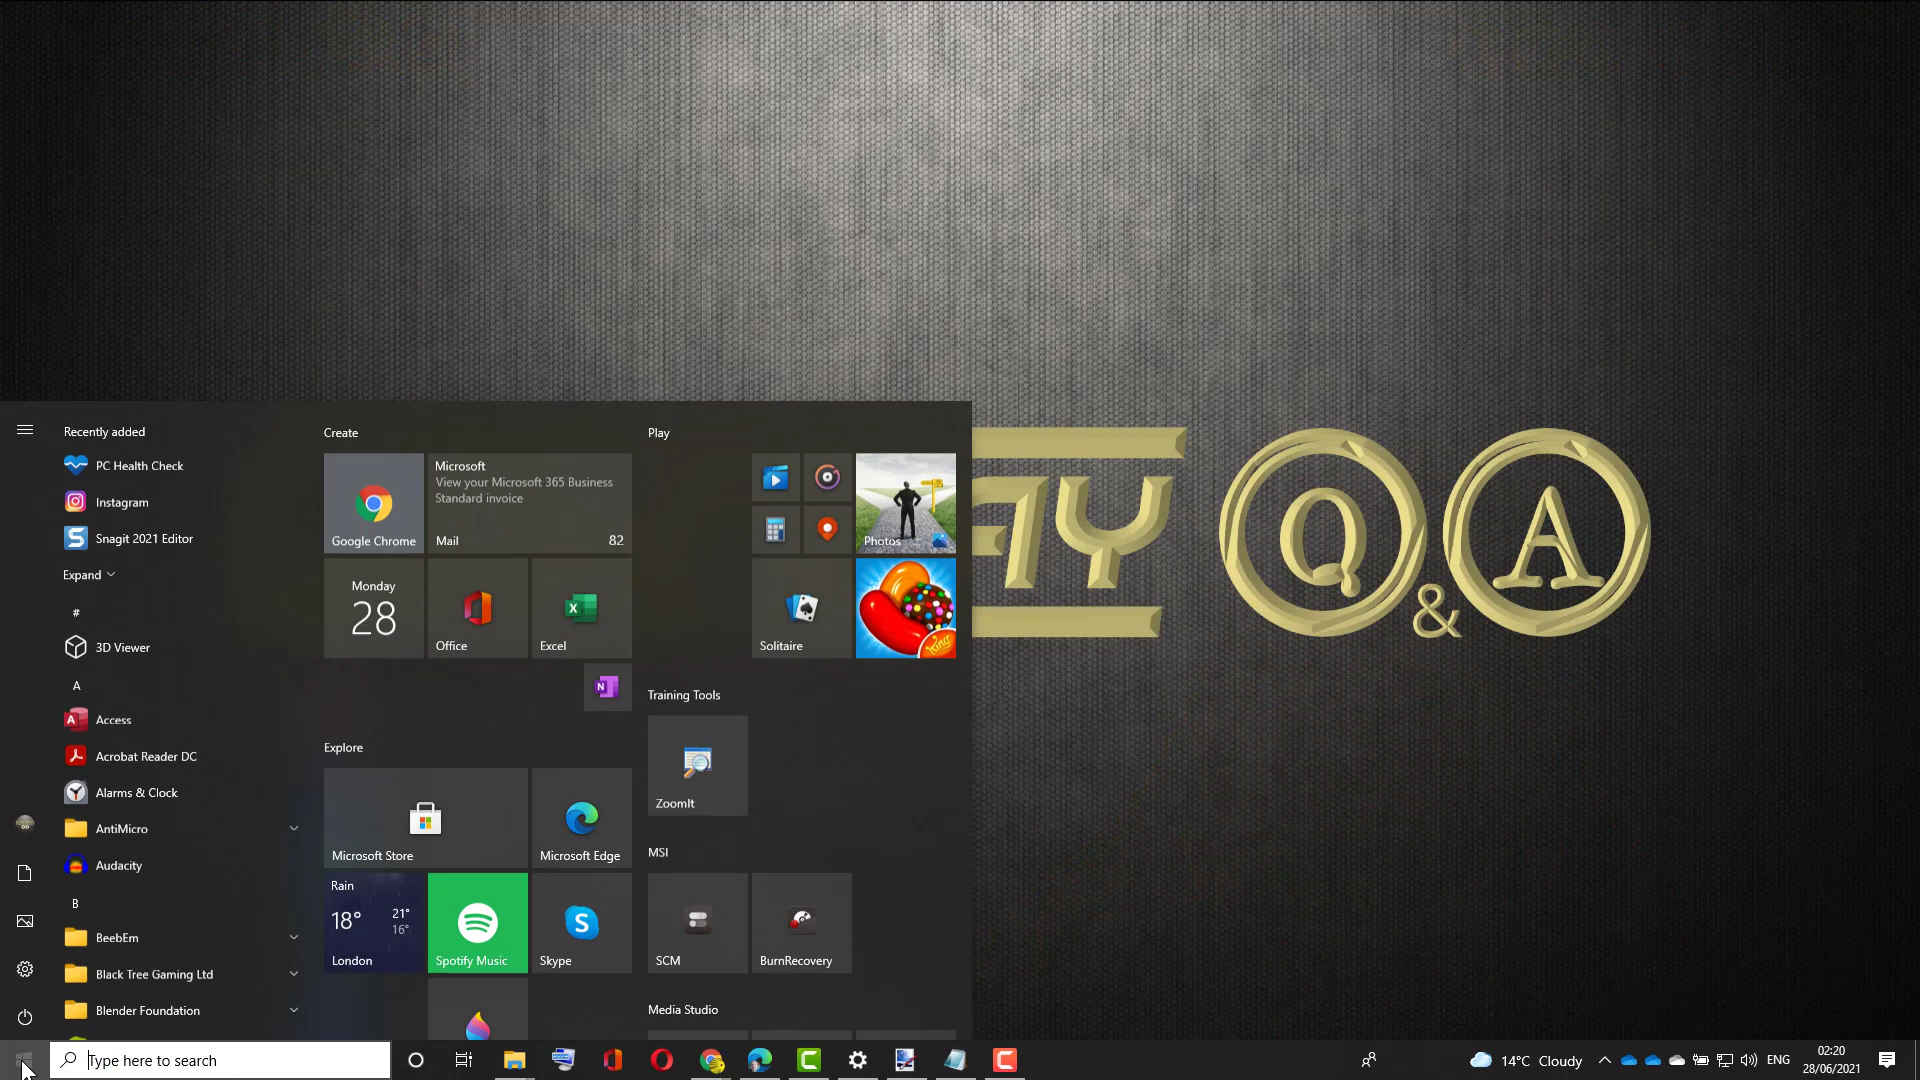 Recently added
PC Health Check
Instagram
Snagit 2021 Editor
Expand
#
3D Viewer
A
Access
Acrobat Reader DC
Alarms & Clock
AntiMicro
Audacity
B
BeebEm
Black Tree Gaming Ltd
Blender Foundation
Create
Google Chrome
Microsoft
View your Microsoft 365 Business
Standard invoice
Mail 82
Monday
28
Office
Excel
Explore
Microsoft Store
Microsoft Edge
Rain
18° 21°
16°
London
Spotify Music
Skype
Play
Photos
Solitaire
King
Training Tools
ZoomIt
MSI
SCM
BurnRecovery
Media Studio
AY Q & A
Type here to search
14°C Cloudy
ENG
02:20
28/06/2021